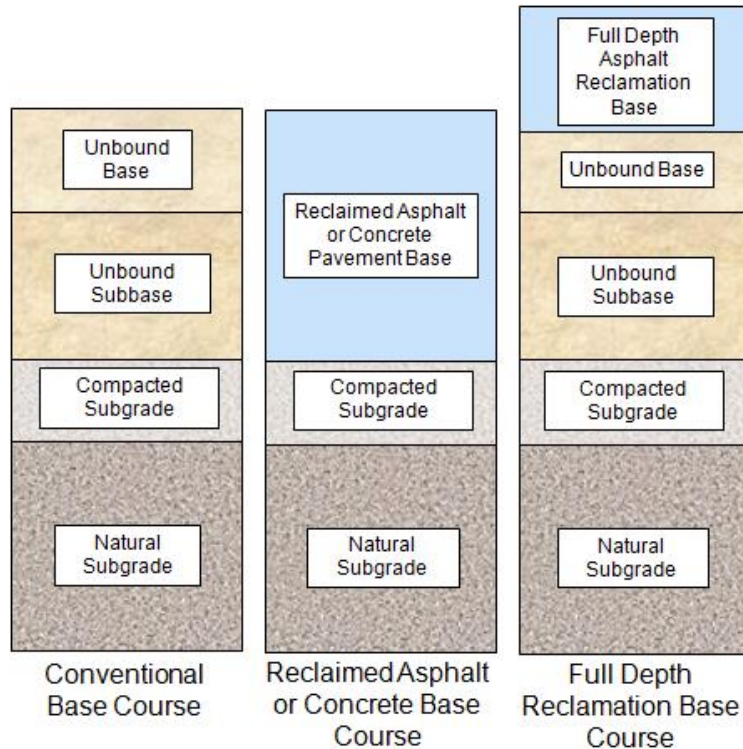 Unbound
Base
Unbound
Subbase
Compacted
Subgrade
Natural
Subgrade
Conventional
Base Course
Reclaimed Asphalt
or Concrete
Pavement Base
Compacted
Subgrade
Natural
Subgrade
Reclaimed Asphalt
or Concrete Base
Course
Full Depth
Asphalt
Reclamation
Base
Unbound Base
Unbound
Subbase
Compacted
Subgrade
Natural
Subgrade
Full Depth
Reclamation Base
Course